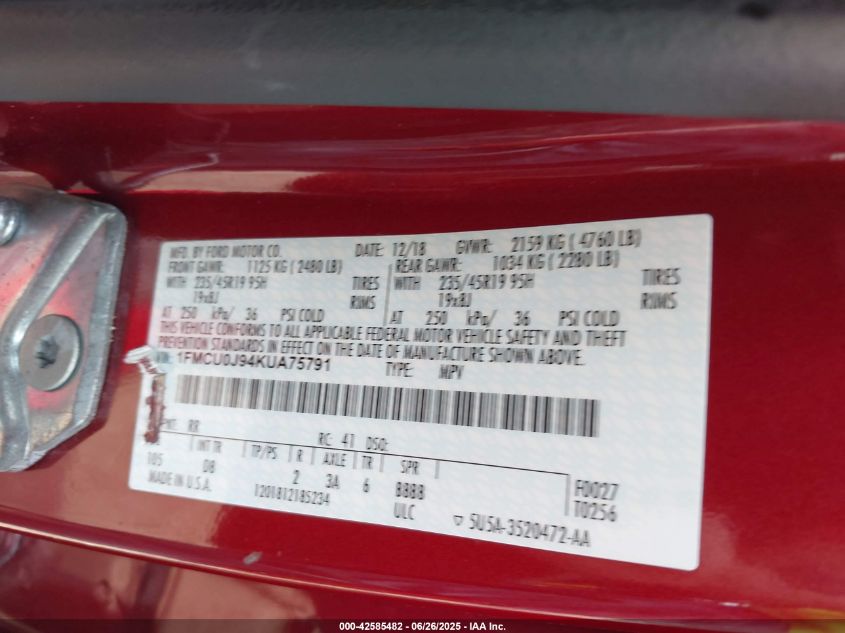 MFD. BY FORD MOTOR CO. DATE: 12/18 GVWR: 2159 KG ( 4760 LB)
FRONT GAWR: 1125 KG ( 2480 LB) REAR GAWR: 1034 KG ( 2280 LB)
WITH 235/45R19 95H TIRES WITH 235/45R19 95H TIRES
19x8J RIMS 19x8J RIMS
AT 250 kPa/ 36 PSI COLD AT 250 kPa/ 36 PSI COLD
THIS VEHICLE CONFORMS TO ALL APPLICABLE FEDERAL MOTOR VEHICLE SAFETY AND THEFT
PREVENTION STANDARDS IN EFFECT ON THE DATE OF MANUFACTURE SHOWN ABOVE.
1FMCU0J94KUA75791 TYPE: MPV
RR RC: 41 DSO:
INT TR TP/PS R AXLE TR SPR
105 D8 2 3A 6 8888 F0027
MADE IN U.S.A. 1201812185234 ULC T0256
5U5A-3520472-AA
000-42585482 - 06/26/2025 - IAA Inc.